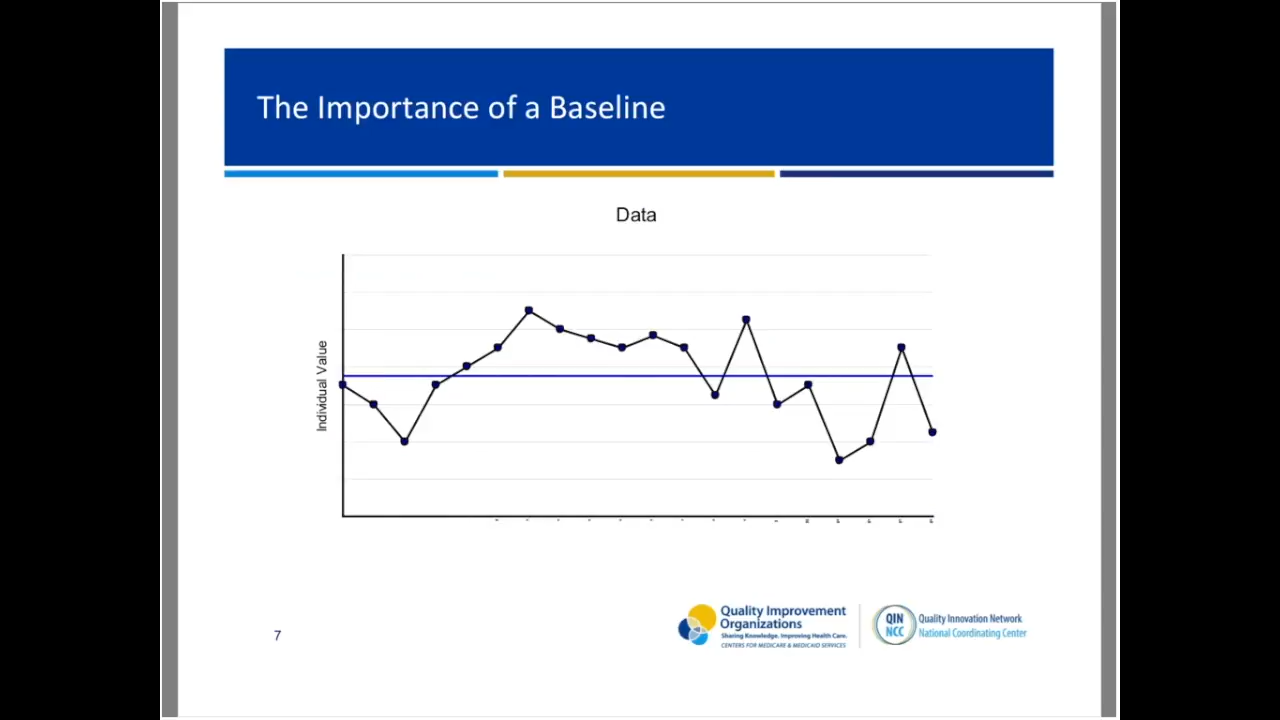 The Importance of a Baseline
Data
Individual Value
7
Quality Improvement
Organizations
Sharing Knowledge. Improving Health Care.
CENTERS FOR MEDICARE & MEDICAID SERVICES
QIN
NCC
Quality Innovation Network
National Coordinating Center